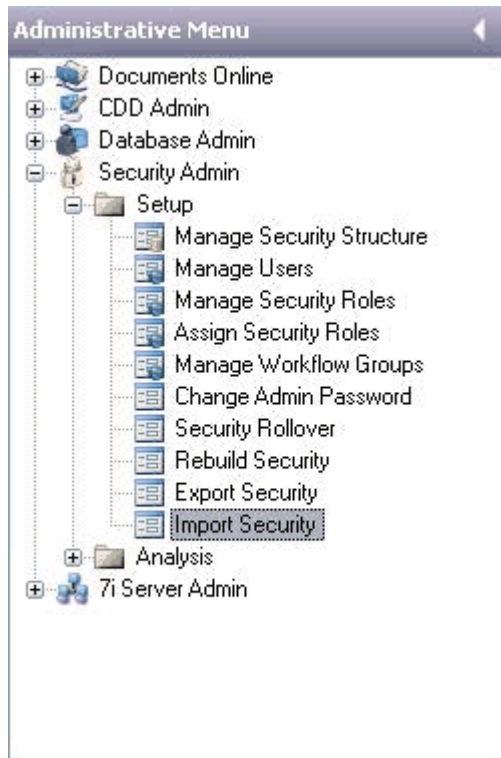 Administrative Menu
Documents Online
CDD Admin
Database Admin
Security Admin
Setup
Manage Security Structure
Manage Users
Manage Security Roles
Assign Security Roles
Manage Workflow Groups
Change Admin Password
Security Rollover
Rebuild Security
Export Security
Import Security
Analysis
7i Server Admin